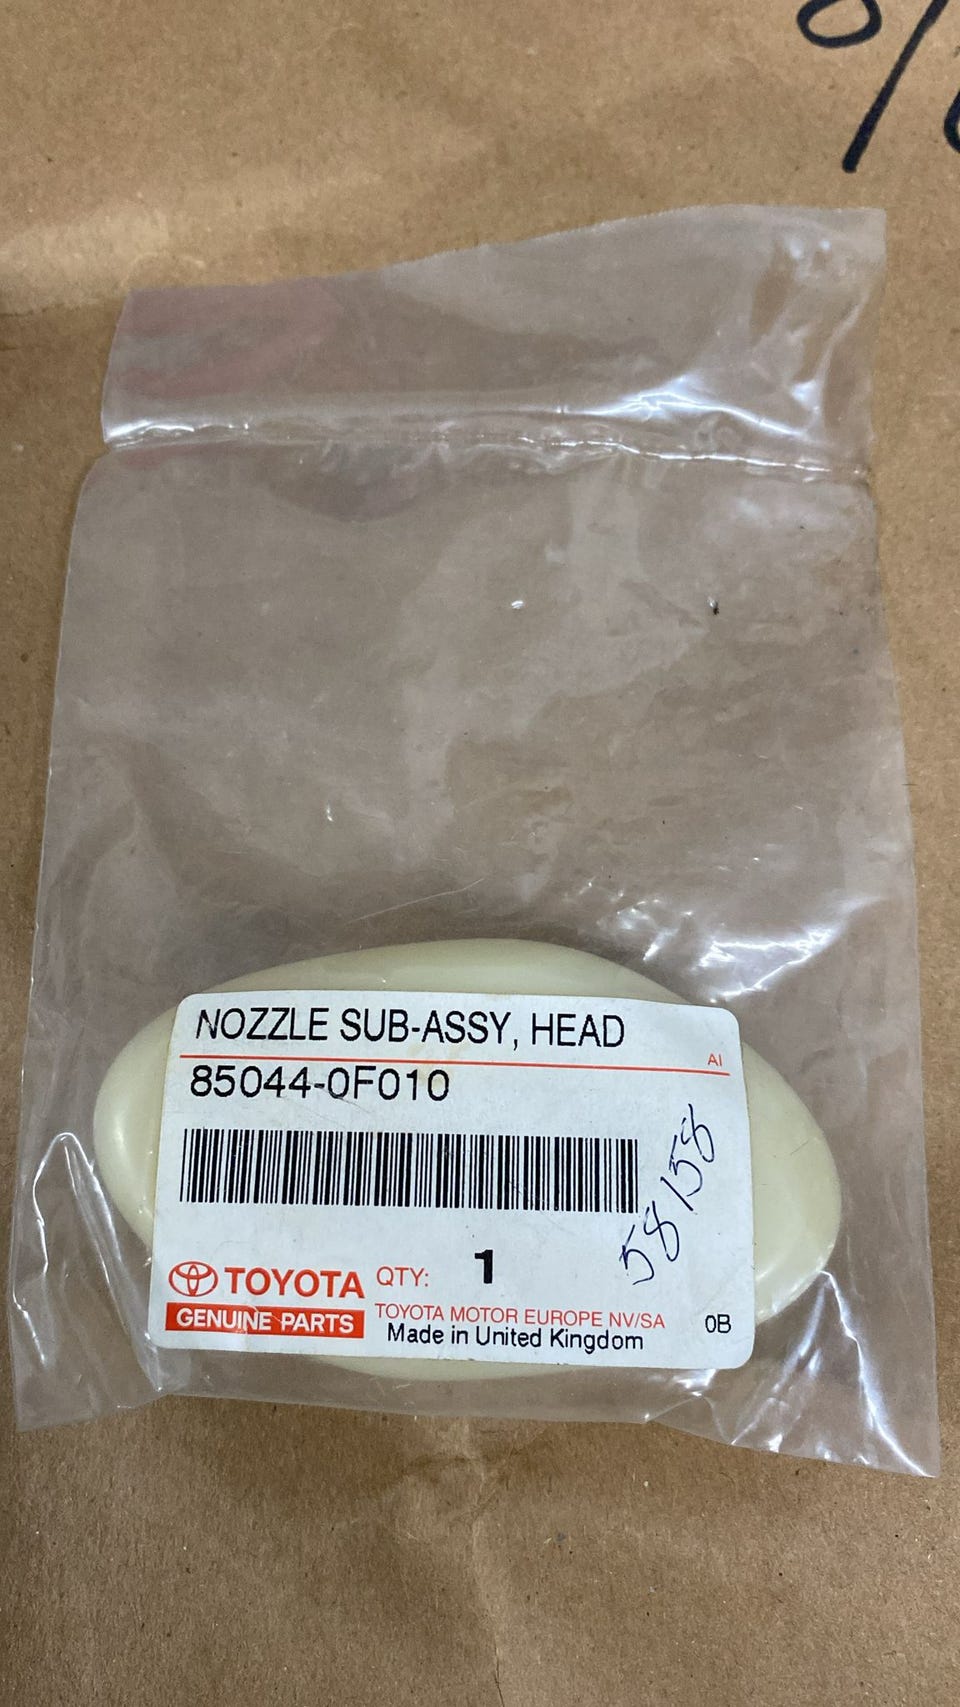 NOZZLE SUB-ASSY, HEAD
AI
85044-0F010
58158
TOYOTA
GENUINE PARTS
QTY: 1
TOYOTA MOTOR EUROPE NV/SA
Made in United Kingdom
0B